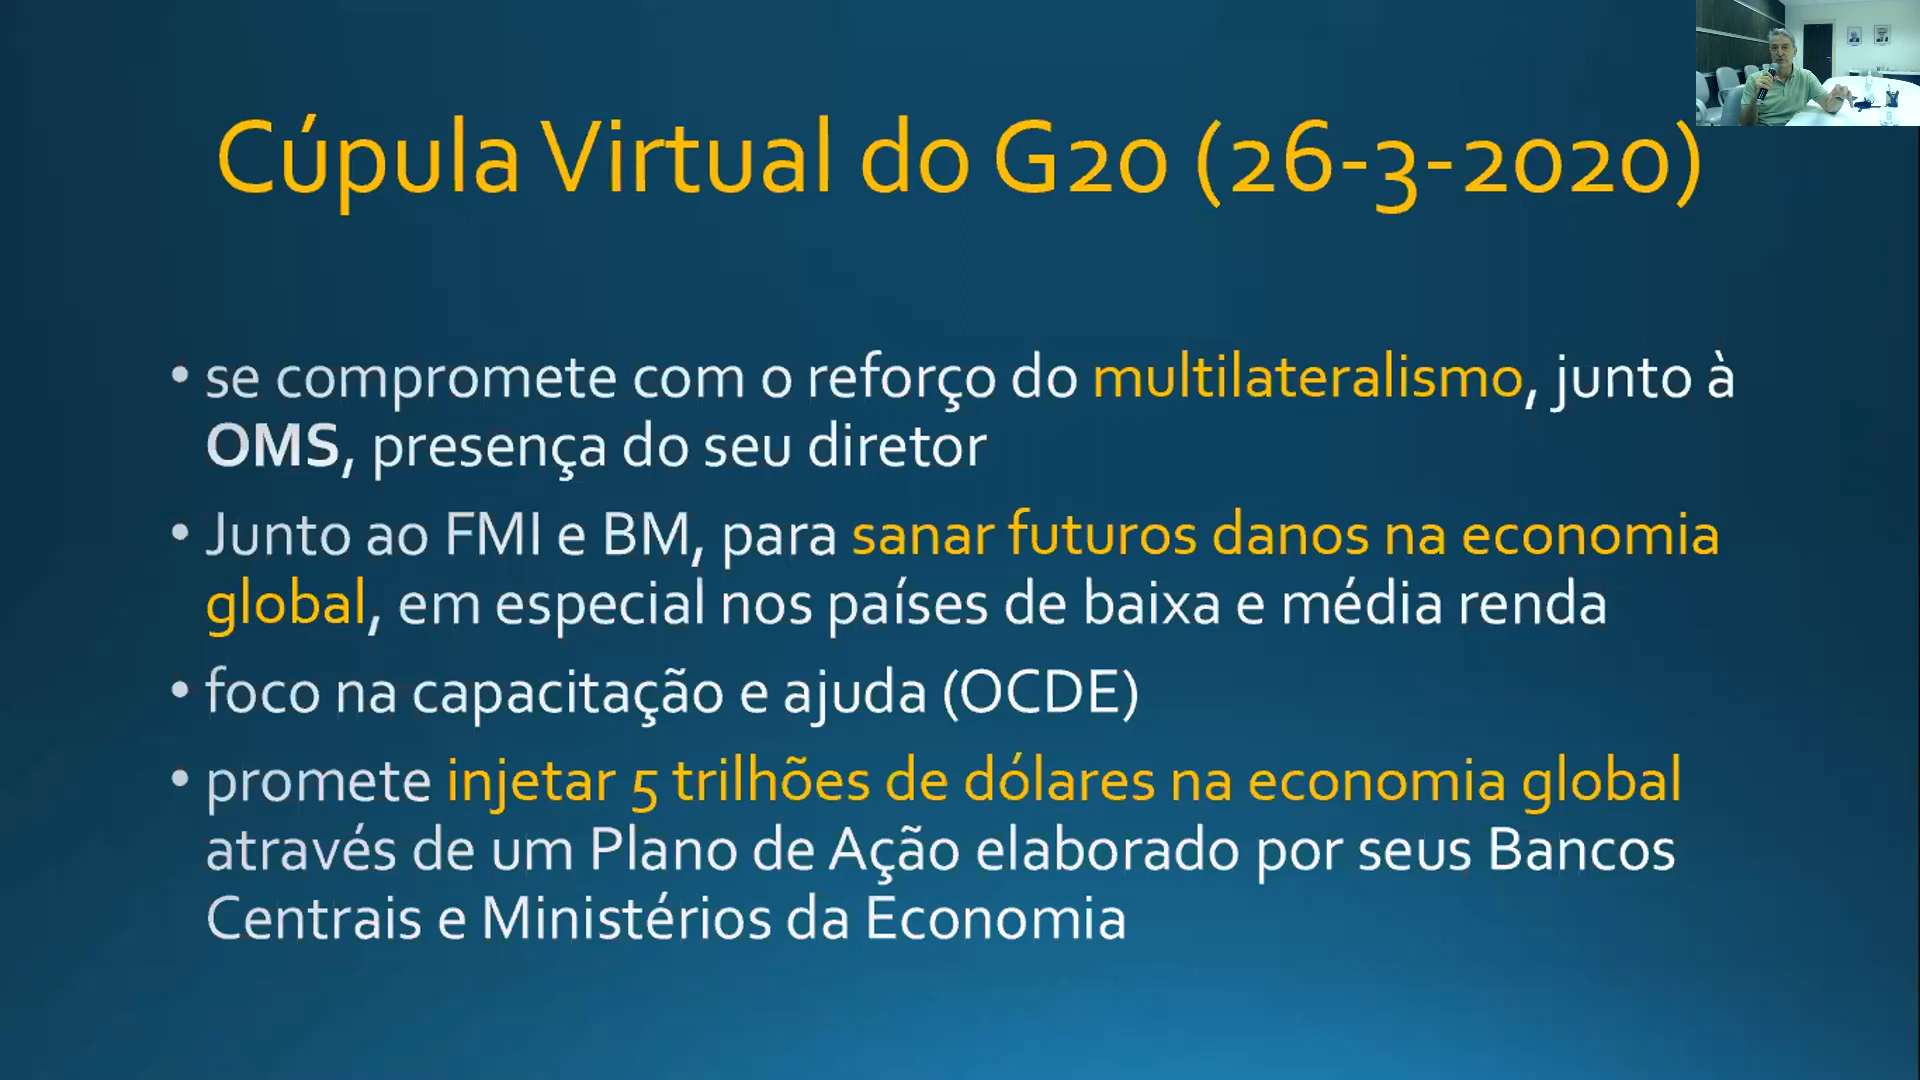 Cúpula Virtual do G20 (26-3-2020)
• se compromete com o reforço do multilateralismo, junto à
OMS, presença do seu diretor
• Junto ao FMI e BM, para sanar futuros danos na economia
global, em especial nos países de baixa e média renda
• foco na capacitação e ajuda (OCDE)
• promete injetar 5 trilhões de dólares na economia global
através de um Plano de Ação elaborado por seus Bancos
Centrais e Ministérios da Economia